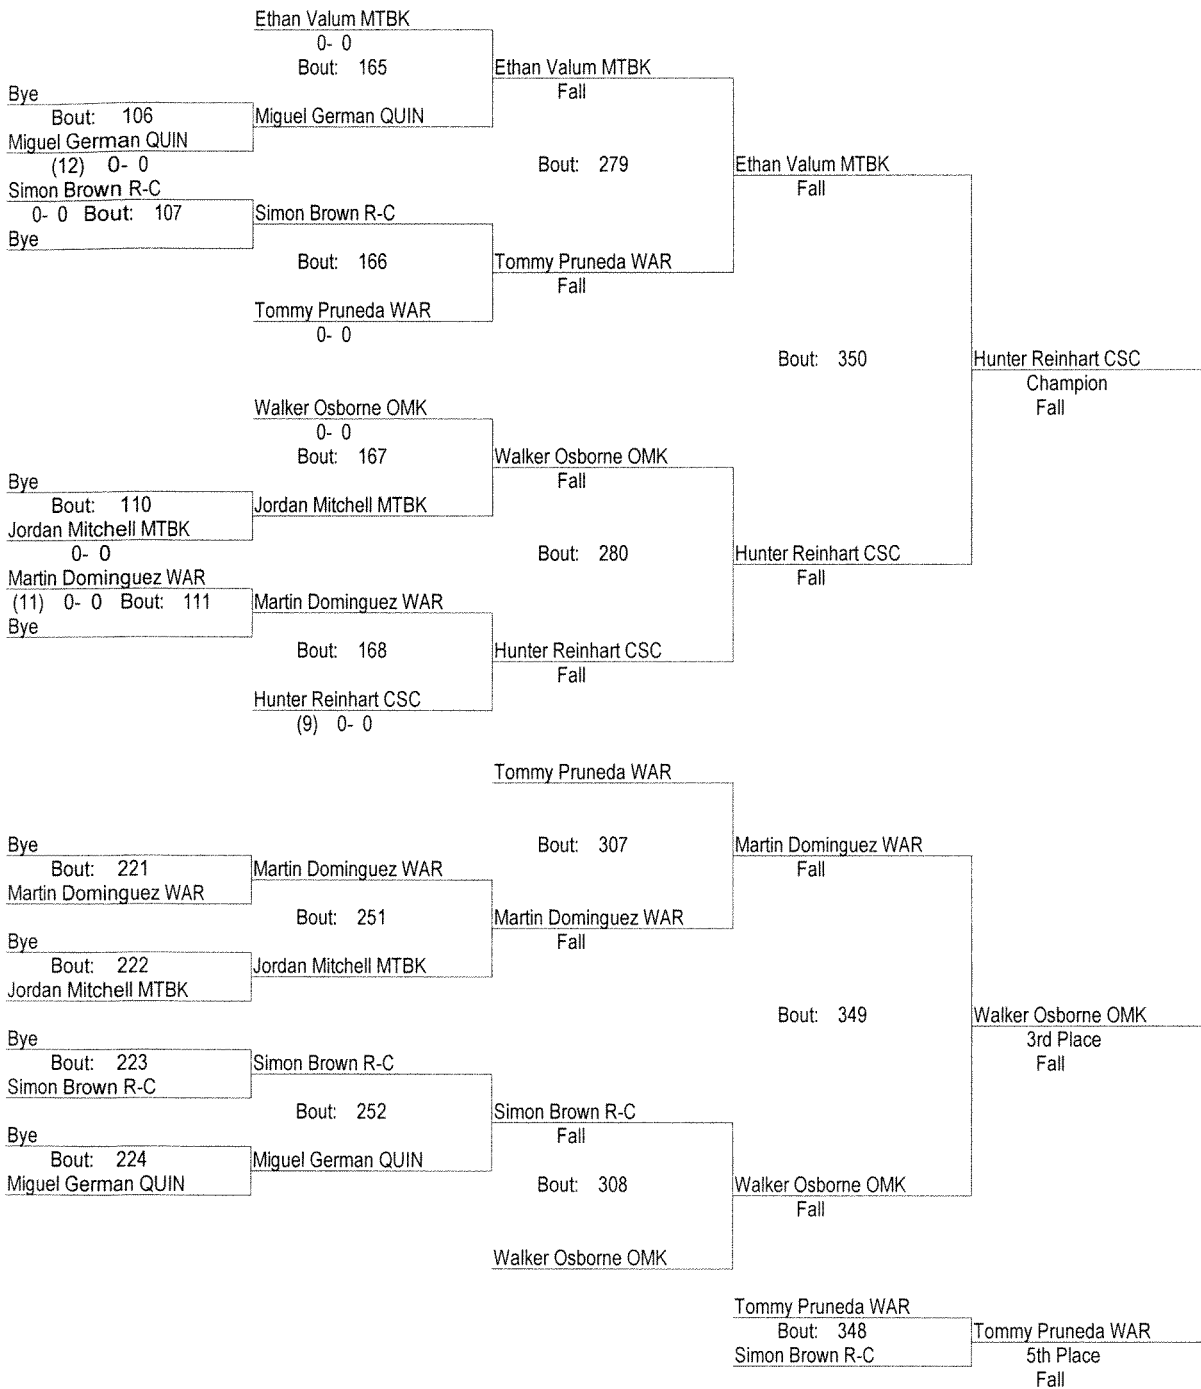 Ethan Valum MTBK
0- 0
Bout: 165
Ethan Valum MTBK
Fall
Bye
Bout: 106
Miguel German QUIN
Miguel German QUIN
(12) 0- 0
Bout: 279
Ethan Valum MTBK
Fall
Simon Brown R-C
0- 0 Bout: 107
Simon Brown R-C
Bye
Bout: 166
Tommy Pruneda WAR
Fall
Tommy Pruneda WAR
0- 0
Bout: 350
Hunter Reinhart CSC
Champion
Fall
Walker Osborne OMK
0- 0
Bout: 167
Walker Osborne OMK
Fall
Bye
Bout: 110
Jordan Mitchell MTBK
Jordan Mitchell MTBK
0- 0
Bout: 280
Hunter Reinhart CSC
Fall
Martin Dominguez WAR
(11) 0- 0 Bout: 111
Martin Dominguez WAR
Bye
Bout: 168
Hunter Reinhart CSC
Fall
Hunter Reinhart CSC
(9) 0- 0
Tommy Pruneda WAR
Bout: 307
Martin Dominguez WAR
Fall
Bye
Bout: 221
Martin Dominguez WAR
Martin Dominguez WAR
Bout: 251
Martin Dominguez WAR
Fall
Bye
Bout: 222
Jordan Mitchell MTBK
Jordan Mitchell MTBK
Bout: 349
Walker Osborne OMK
3rd Place
Fall
Bye
Bout: 223
Simon Brown R-C
Simon Brown R-C
Bout: 252
Simon Brown R-C
Fall
Bye
Bout: 224
Miguel German QUIN
Miguel German QUIN
Bout: 308
Walker Osborne OMK
Fall
Walker Osborne OMK
Tommy Pruneda WAR
Bout: 348
Tommy Pruneda WAR
Simon Brown R-C
5th Place
Fall